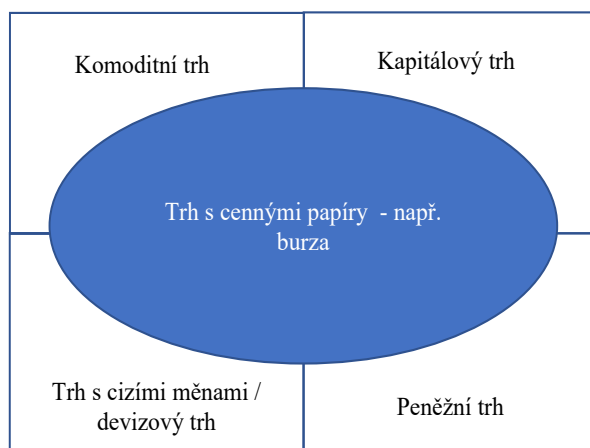 Komoditní trh
Kapitálový trh
Trh s cennými papíry - např.
burza
Trh s cizími měnami /
devizový trh
Peněžní trh